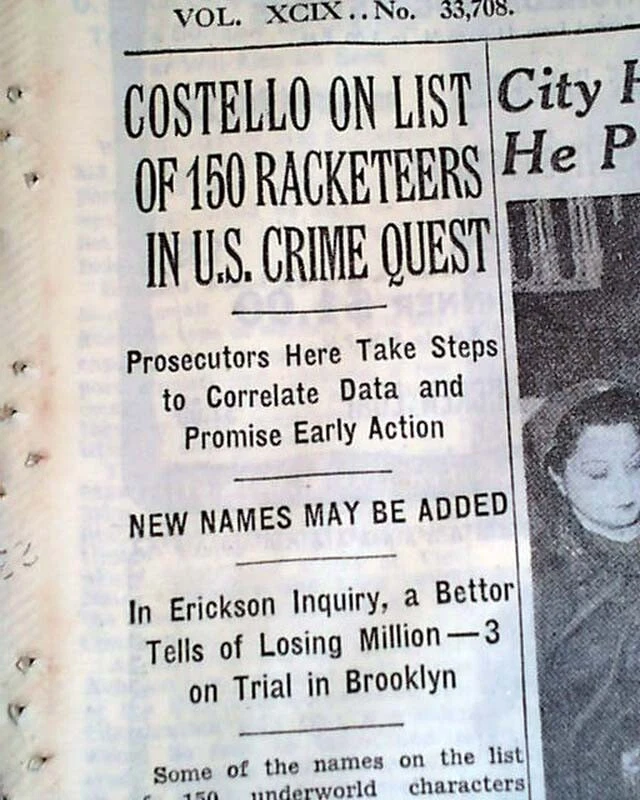 VOL. XCIX..No. 33,708.
COSTELLO ON LIST
OF 150 RACKETEERS
IN U.S. CRIME QUEST
Prosecutors Here Take Steps
to Correlate Data and
Promise Early Action
NEW NAMES MAY BE ADDED
In Erickson Inquiry, a Bettor
Tells of Losing Million—3
on Trial in Brooklyn
Some of the names on the list
150 underworld characters
City H
He P